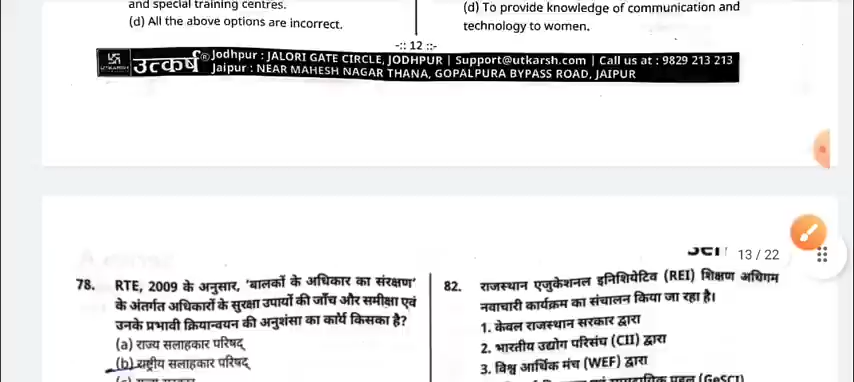 and special training centres.
(d) All the above options are incorrect.
(d) To provide knowledge of communication and
technology to women.
-:: 12 ::-
उत्कर्ष® Jodhpur : JALORI GATE CIRCLE, JODHPUR | Support@utkarsh.com | Call us at : 9829 213 213
Jaipur : NEAR MAHESH NAGAR THANA, GOPALPURA BYPASS ROAD, JAIPUR
13 / 22
78. RTE, 2009 के अनुसार, 'बालकों के अधिकार का संरक्षण'
के अंतर्गत अधिकारों के सुरक्षा उपायों की जाँच और समीक्षा एवं
उनके प्रभावी क्रियान्वयन की अनुशंसा का कार्य किसका है?
(a) राज्य सलाहकार परिषद्
(b) राष्ट्रीय सलाहकार परिषद्
82. राजस्थान एजुकेशनल इनिशियेटिव (REI) शिक्षण अधिगम
नवाचारी कार्यक्रम का संचालन किया जा रहा है।
1. केवल राजस्थान सरकार द्वारा
2. भारतीय उद्योग परिसंघ (CII) द्वारा
3. विश्व आर्थिक मंच (WEF) द्वारा
(GeSCI)